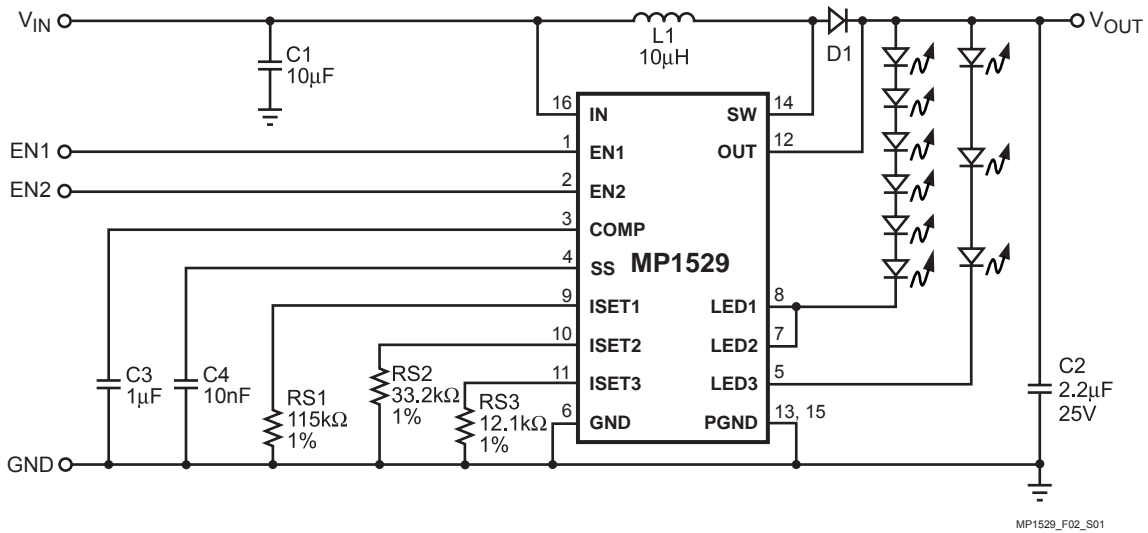 VIN
VOUT
L1
10μH
D1
C1
10μF
16
IN
SW
14
EN1
1
EN1
OUT
12
EN2
2
EN2
3
COMP
4
SS
MP1529
9
ISET1
LED1
8
10
ISET2
LED2
7
11
ISET3
LED3
5
6
GND
PGND
13, 15
C3
1μF
C4
10nF
RS1
115kΩ
1%
RS2
33.2kΩ
1%
RS3
12.1kΩ
1%
C2
2.2μF
25V
GND
MP1529_F02_S01